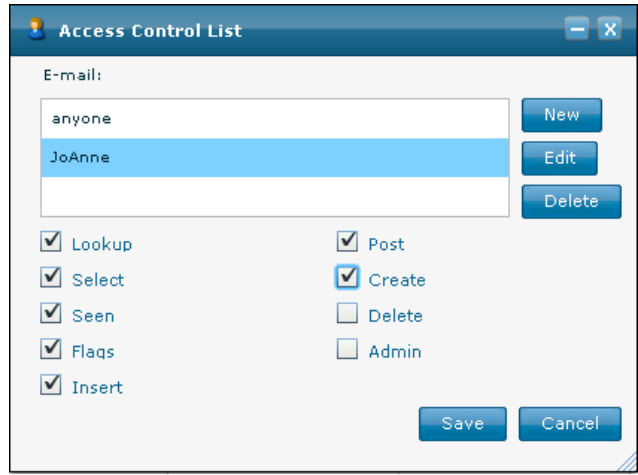 Access Control List
E-mail:
anyone
New
JoAnne
Edit
Delete
Lookup
Post
Select
Create
Seen
Delete
Flags
Admin
Insert
Save
Cancel